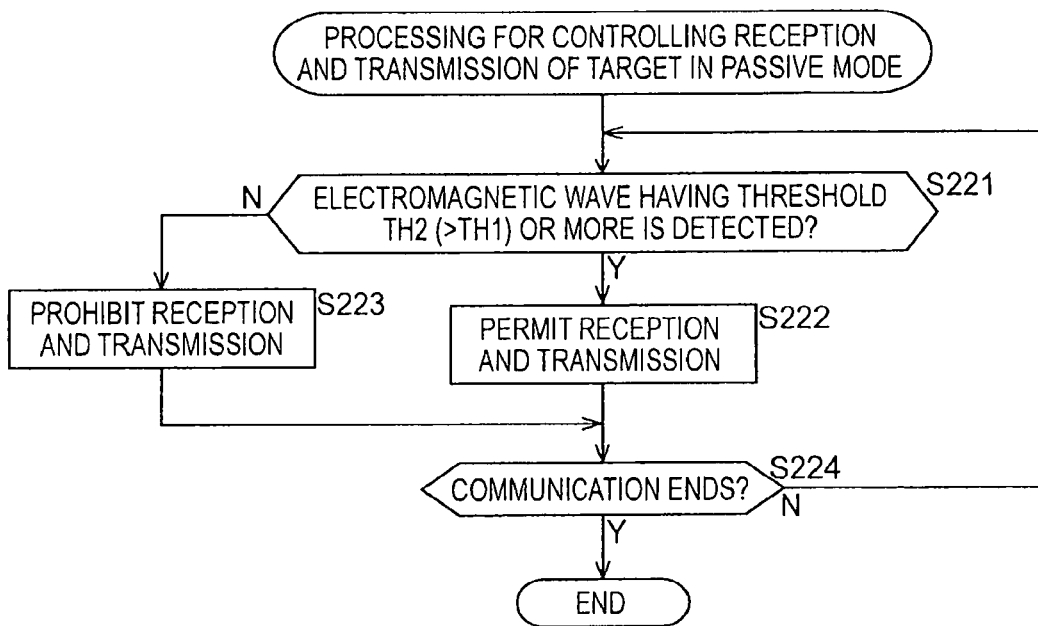 PROCESSING FOR CONTROLLING RECEPTION
AND TRANSMISSION OF TARGET IN PASSIVE MODE
N
ELECTROMAGNETIC WAVE HAVING THRESHOLD
TH2 (>TH1) OR MORE IS DETECTED?
S221
Y
PROHIBIT RECEPTION
AND TRANSMISSION
S223
PERMIT RECEPTION
AND TRANSMISSION
S222
COMMUNICATION ENDS?
S224
N
Y
END